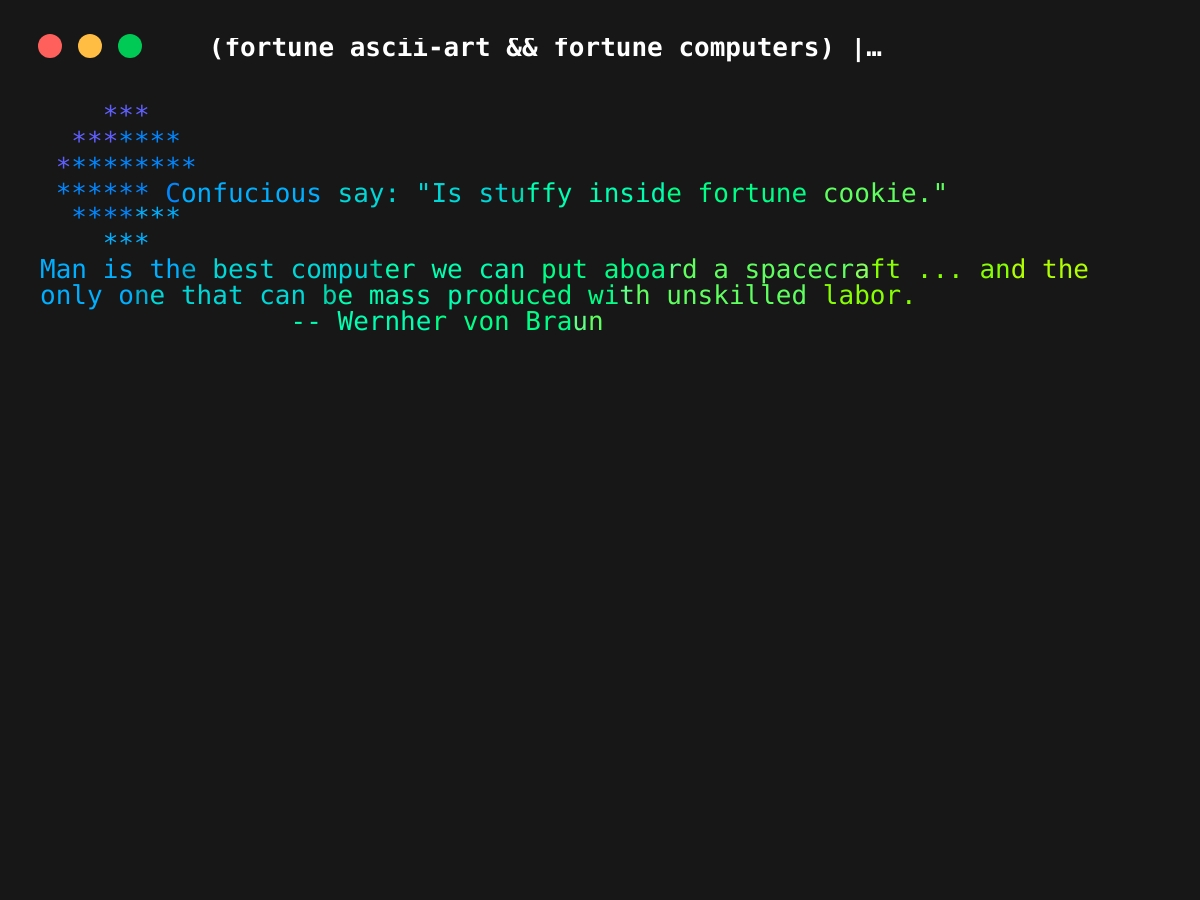 (fortune ascii-art && fortune computers) |…
    ***
  *******
 *********
 ****** Confucious say: "Is stuffy inside fortune cookie."
  *******
    ***
Man is the best computer we can put aboard a spacecraft ... and the
only one that can be mass produced with unskilled labor.
                -- Wernher von Braun